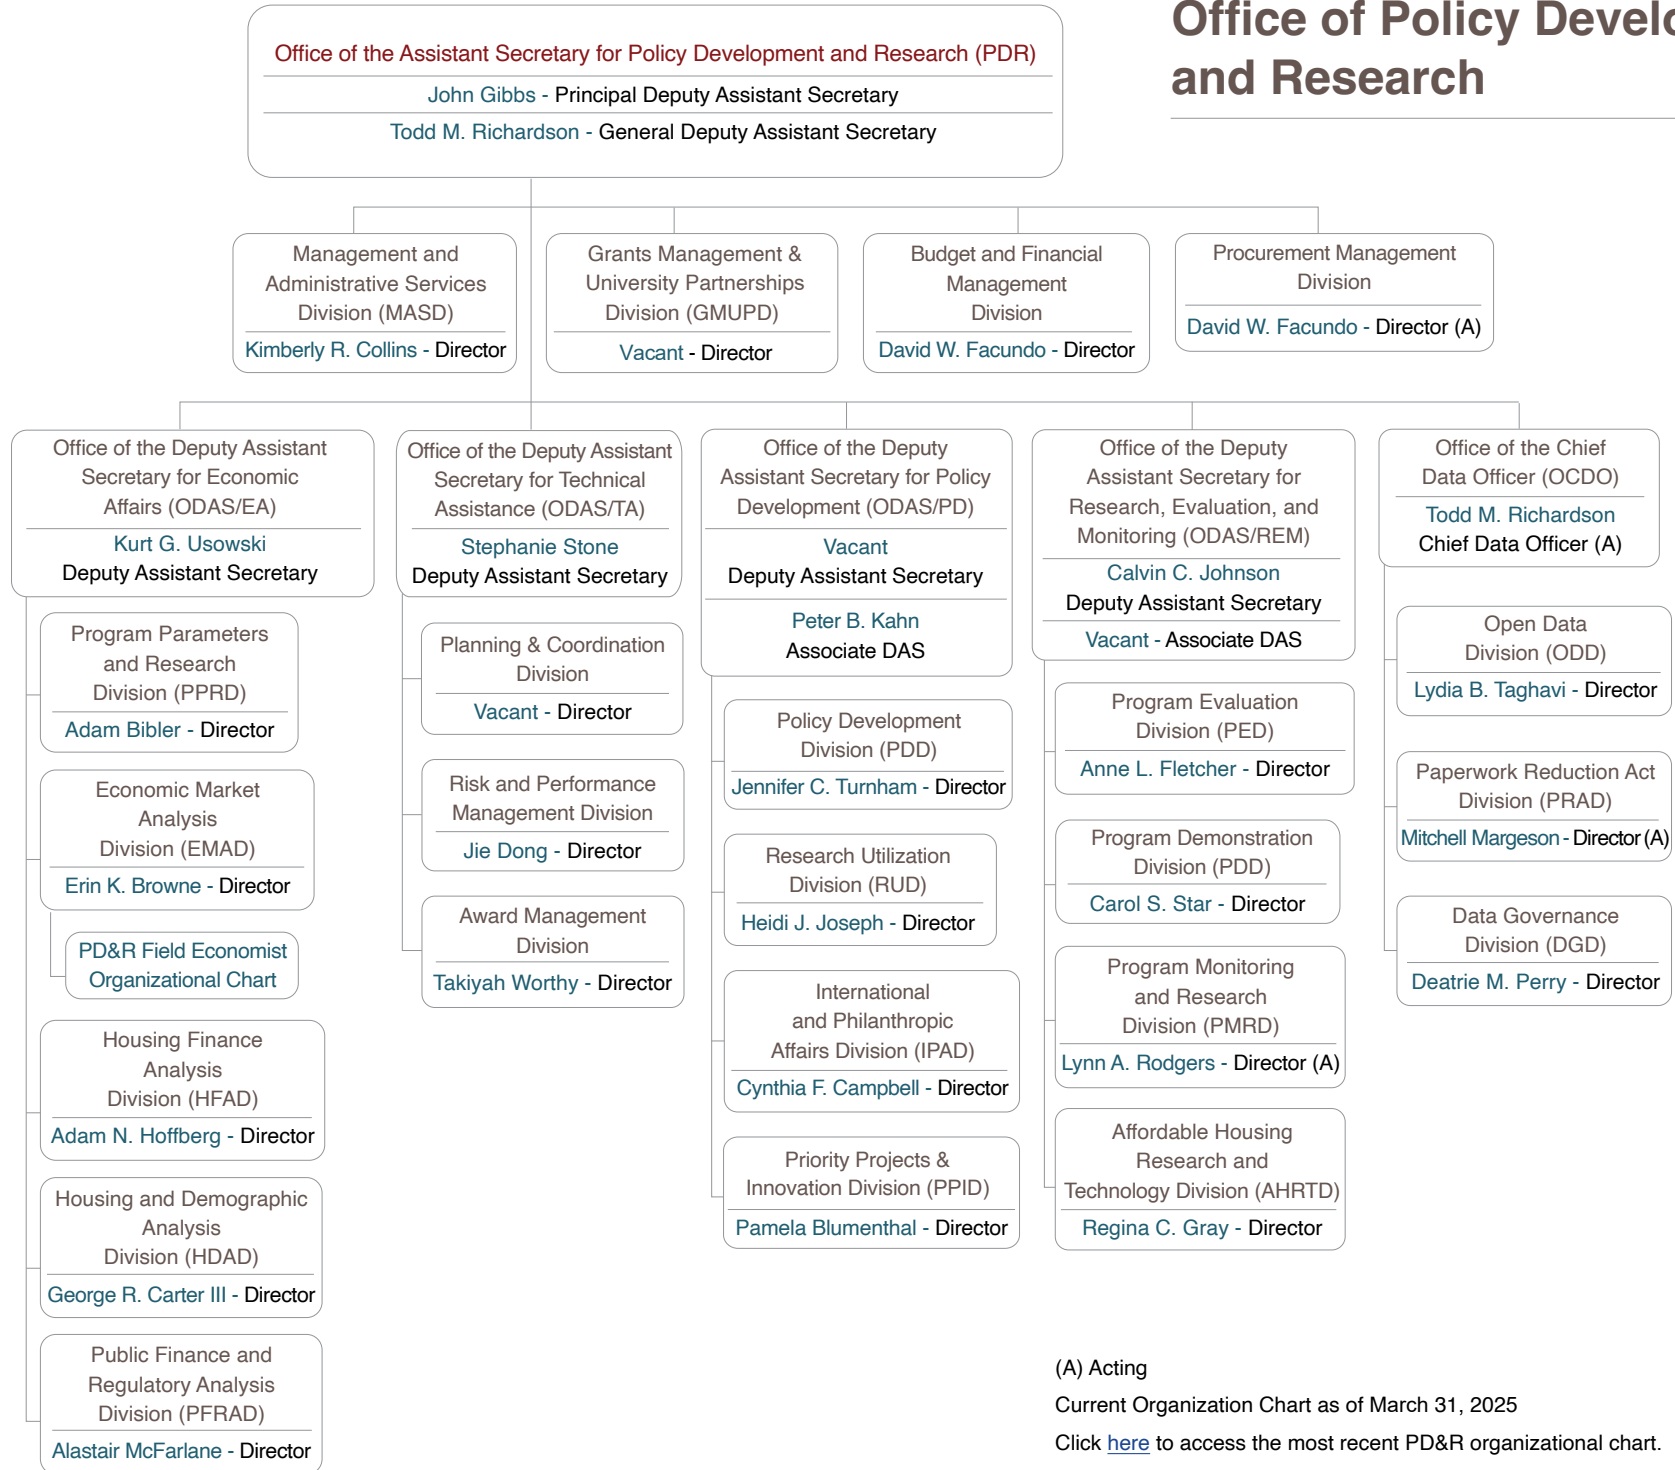 Office of Policy Develo
and Research
Office of the Assistant Secretary for Policy Development and Research (PDR)
John Gibbs - Principal Deputy Assistant Secretary
Todd M. Richardson - General Deputy Assistant Secretary
Management and
Administrative Services
Division (MASD)
Kimberly R. Collins - Director
Grants Management &
University Partnerships
Division (GMUPD)
Vacant - Director
Budget and Financial
Management
Division
David W. Facundo - Director
Procurement Management
Division
David W. Facundo - Director (A)
Office of the Deputy Assistant
Secretary for Economic
Affairs (ODAS/EA)
Kurt G. Usowski
Deputy Assistant Secretary
Program Parameters
and Research
Division (PPRD)
Adam Bibler - Director
Economic Market
Analysis
Division (EMAD)
Erin K. Browne - Director
PD&R Field Economist
Organizational Chart
Housing Finance
Analysis
Division (HFAD)
Adam N. Hoffberg - Director
Housing and Demographic
Analysis
Division (HDAD)
George R. Carter III - Director
Public Finance and
Regulatory Analysis
Division (PFRAD)
Alastair McFarlane - Director
Office of the Deputy Assistant
Secretary for Technical
Assistance (ODAS/TA)
Stephanie Stone
Deputy Assistant Secretary
Planning & Coordination
Division
Vacant - Director
Risk and Performance
Management Division
Jie Dong - Director
Award Management
Division
Takiyah Worthy - Director
Office of the Deputy
Assistant Secretary for Policy
Development (ODAS/PD)
Vacant
Deputy Assistant Secretary
Peter B. Kahn
Associate DAS
Policy Development
Division (PDD)
Jennifer C. Turnham - Director
Research Utilization
Division (RUD)
Heidi J. Joseph - Director
International
and Philanthropic
Affairs Division (IPAD)
Cynthia F. Campbell - Director
Priority Projects &
Innovation Division (PPID)
Pamela Blumenthal - Director
Office of the Deputy
Assistant Secretary for
Research, Evaluation, and
Monitoring (ODAS/REM)
Calvin C. Johnson
Deputy Assistant Secretary
Vacant - Associate DAS
Program Evaluation
Division (PED)
Anne L. Fletcher - Director
Program Demonstration
Division (PDD)
Carol S. Star - Director
Program Monitoring
and Research
Division (PMRD)
Lynn A. Rodgers - Director (A)
Affordable Housing
Research and
Technology Division (AHRTD)
Regina C. Gray - Director
Office of the Chief
Data Officer (OCDO)
Todd M. Richardson
Chief Data Officer (A)
Open Data
Division (ODD)
Lydia B. Taghavi - Director
Paperwork Reduction Act
Division (PRAD)
Mitchell Margeson - Director (A)
Data Governance
Division (DGD)
Deatrie M. Perry - Director
(A) Acting
Current Organization Chart as of March 31, 2025
Click here to access the most recent PD&R organizational chart.